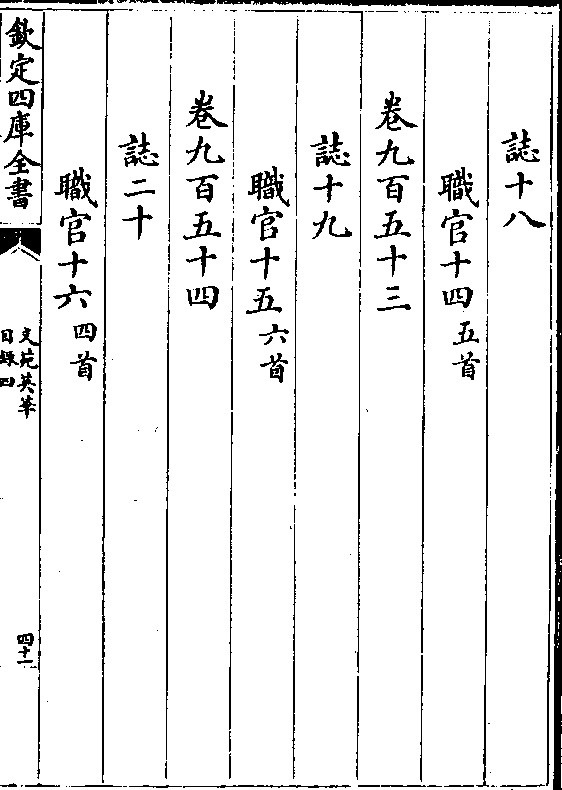 誌十八
職官十四五首
卷九百五十三
誌十九
職官十五六首
卷九百五十四
誌二十
職官十六四首
欽定四庫全書
文苑英華
目錄四
四十一